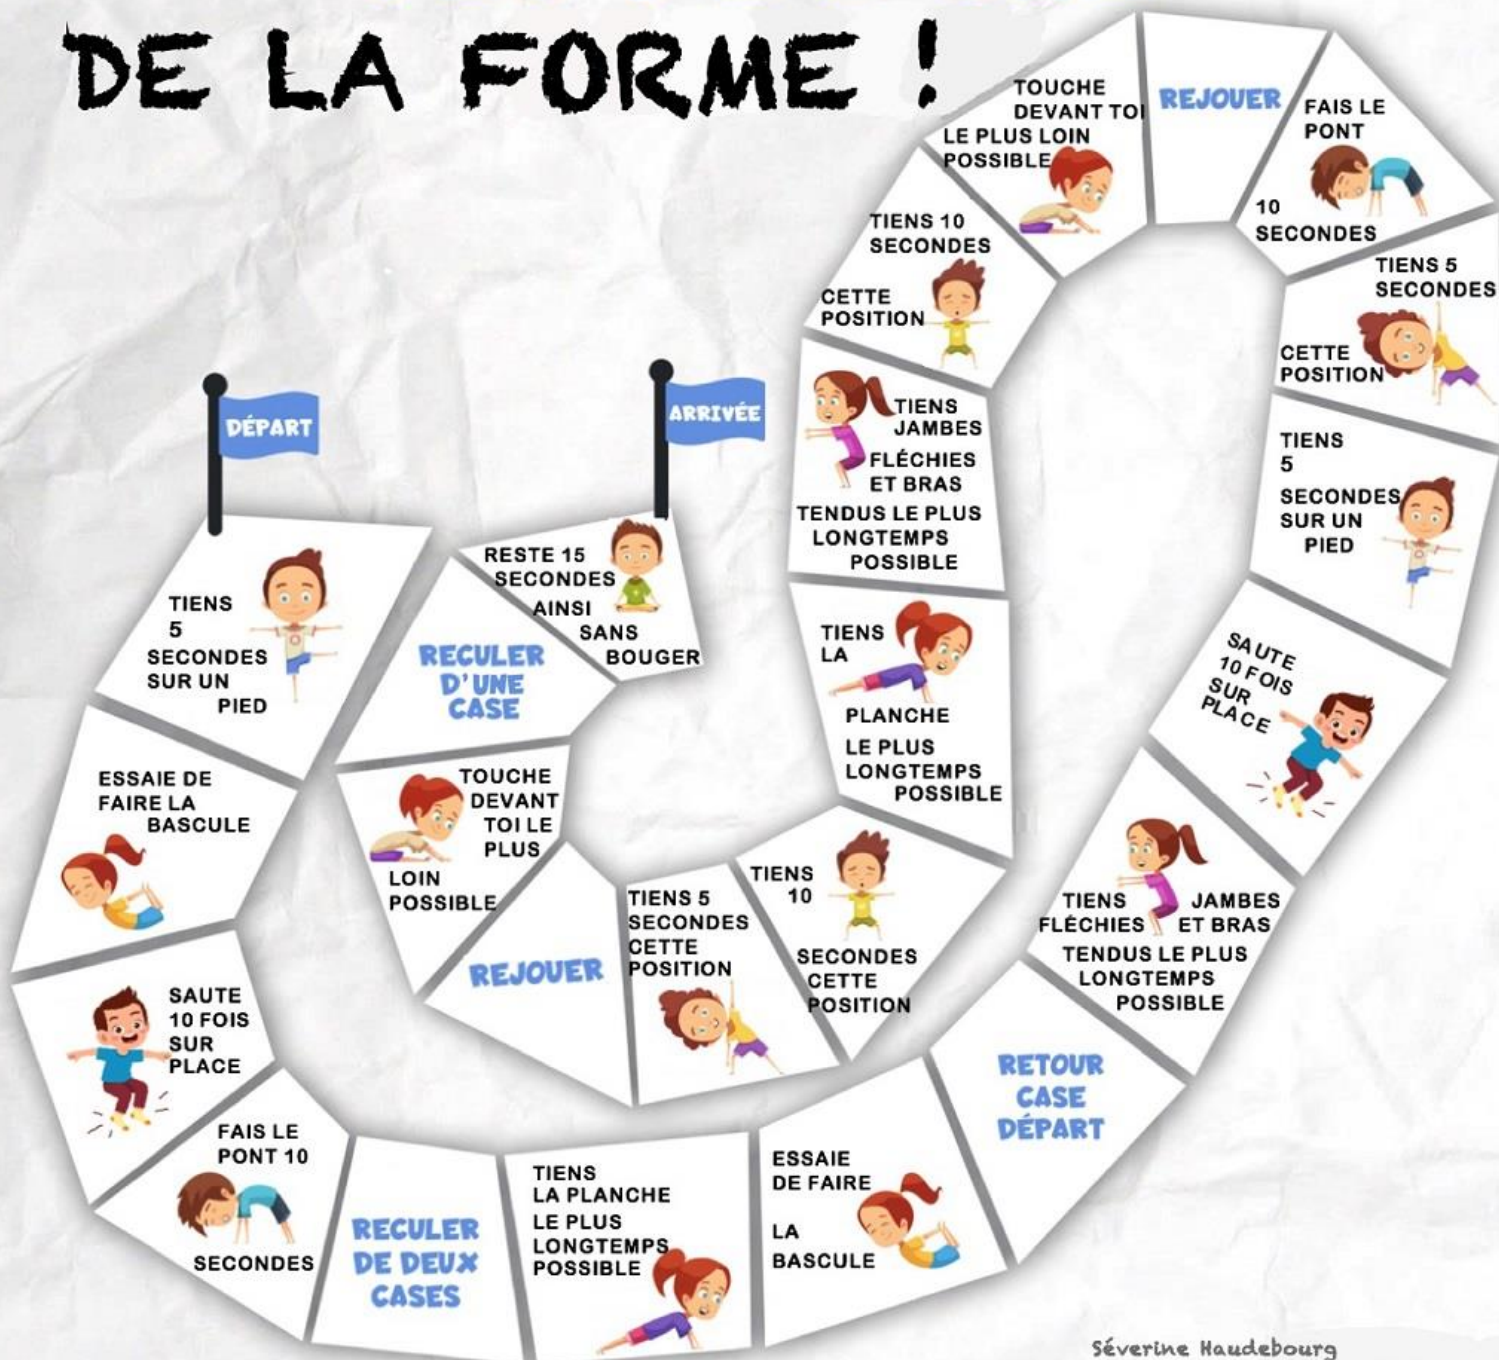 DE LA FORME !
DÉPART
TIENS
5
SECONDES
SUR UN
PIED
ESSAIE DE
FAIRE LA
BASCULE
SAUTE
10 FOIS
SUR
PLACE
FAIS LE
PONT 10
SECONDES
RECULER
DE DEUX
CASES
TIENS
LA PLANCHE
LE PLUS
LONGTEMPS
POSSIBLE
ESSAIE
DE FAIRE
LA
BASCULE
RETOUR
CASE
DÉPART
TIENS JAMBES
FLÉCHIES ET BRAS
TENDUS LE PLUS
LONGTEMPS
POSSIBLE
SAUTE
10 FOIS
SUR
PLACE
TIENS
5
SECONDES
SUR UN
PIED
TIENS 5
SECONDES
CETTE
POSITION
FAIS LE
PONT
10
SECONDES
REJOUER
TOUCHE
DEVANT TOI
LE PLUS LOIN
POSSIBLE
TIENS 10
SECONDES
CETTE
POSITION
TIENS
JAMBES
FLÉCHIES
ET BRAS
TENDUS LE PLUS
LONGTEMPS
POSSIBLE
TIENS
LA
PLANCHE
LE PLUS
LONGTEMPS
POSSIBLE
TIENS
10
SECONDES
CETTE
POSITION
TIENS 5
SECONDES
CETTE
POSITION
REJOUER
TOUCHE
DEVANT
TOI LE
PLUS
LOIN
POSSIBLE
RECULER
D'UNE
CASE
RESTE 15
SECONDES
AINSI
SANS
BOUGER
ARRIVÉE
Séverine Haudebourg